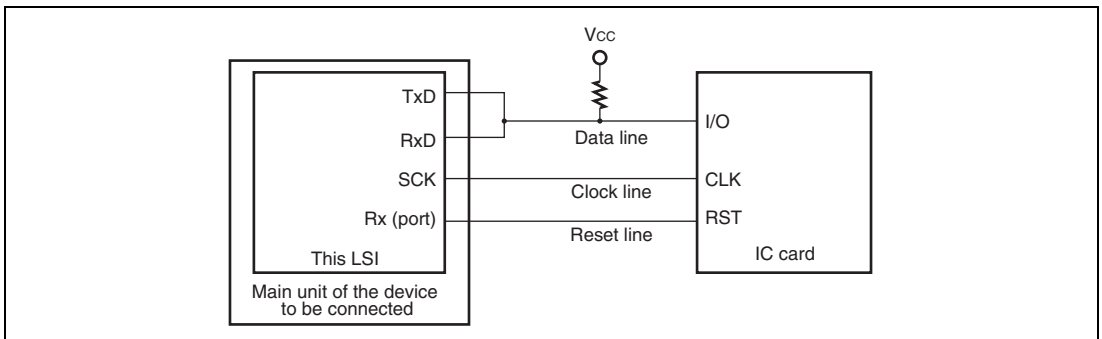 Vcc
TxD
RxD
Data line
I/O
SCK
Clock line
CLK
Rx (port)
Reset line
RST
This LSI
IC card
Main unit of the device
to be connected